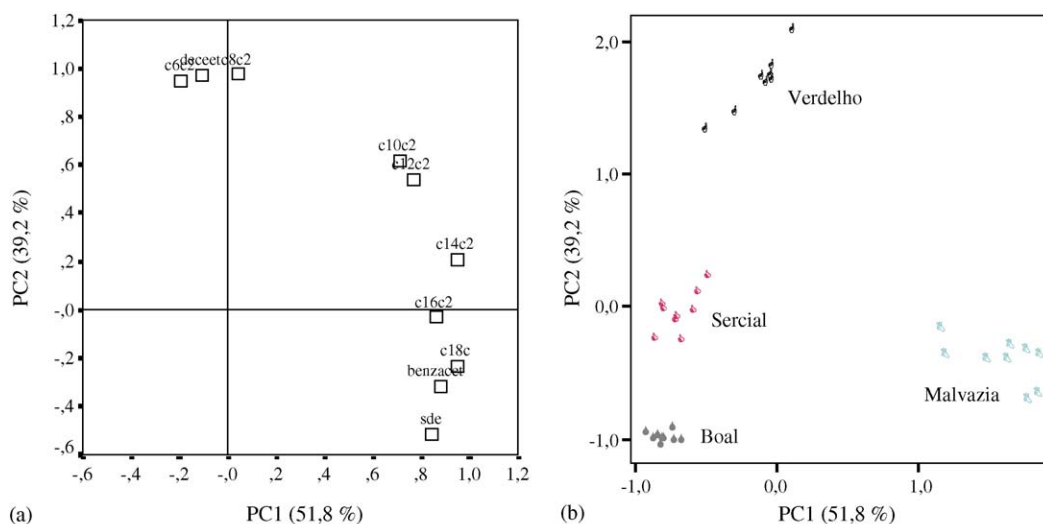 1,2
1,0
,8
,6
,4
,2
-,0
-,2
-,4
-,6
-,6 -,4 -,2 -,0 ,2 ,4 ,6 ,8 1,0 1,2
PC2 (39,2 %)
PC1 (51,8 %)
c6c2
deceetc8c2
c10c2
c12c2
c14c2
c16c2
c18c
benzacet
sde
(a)
2,0
1,0
0,0
-1,0
-1,0 0,0 1,0
PC2 (39,2 %)
PC1 (51,8 %)
Verdelho
Sercial
Malvazia
Boal
(b)